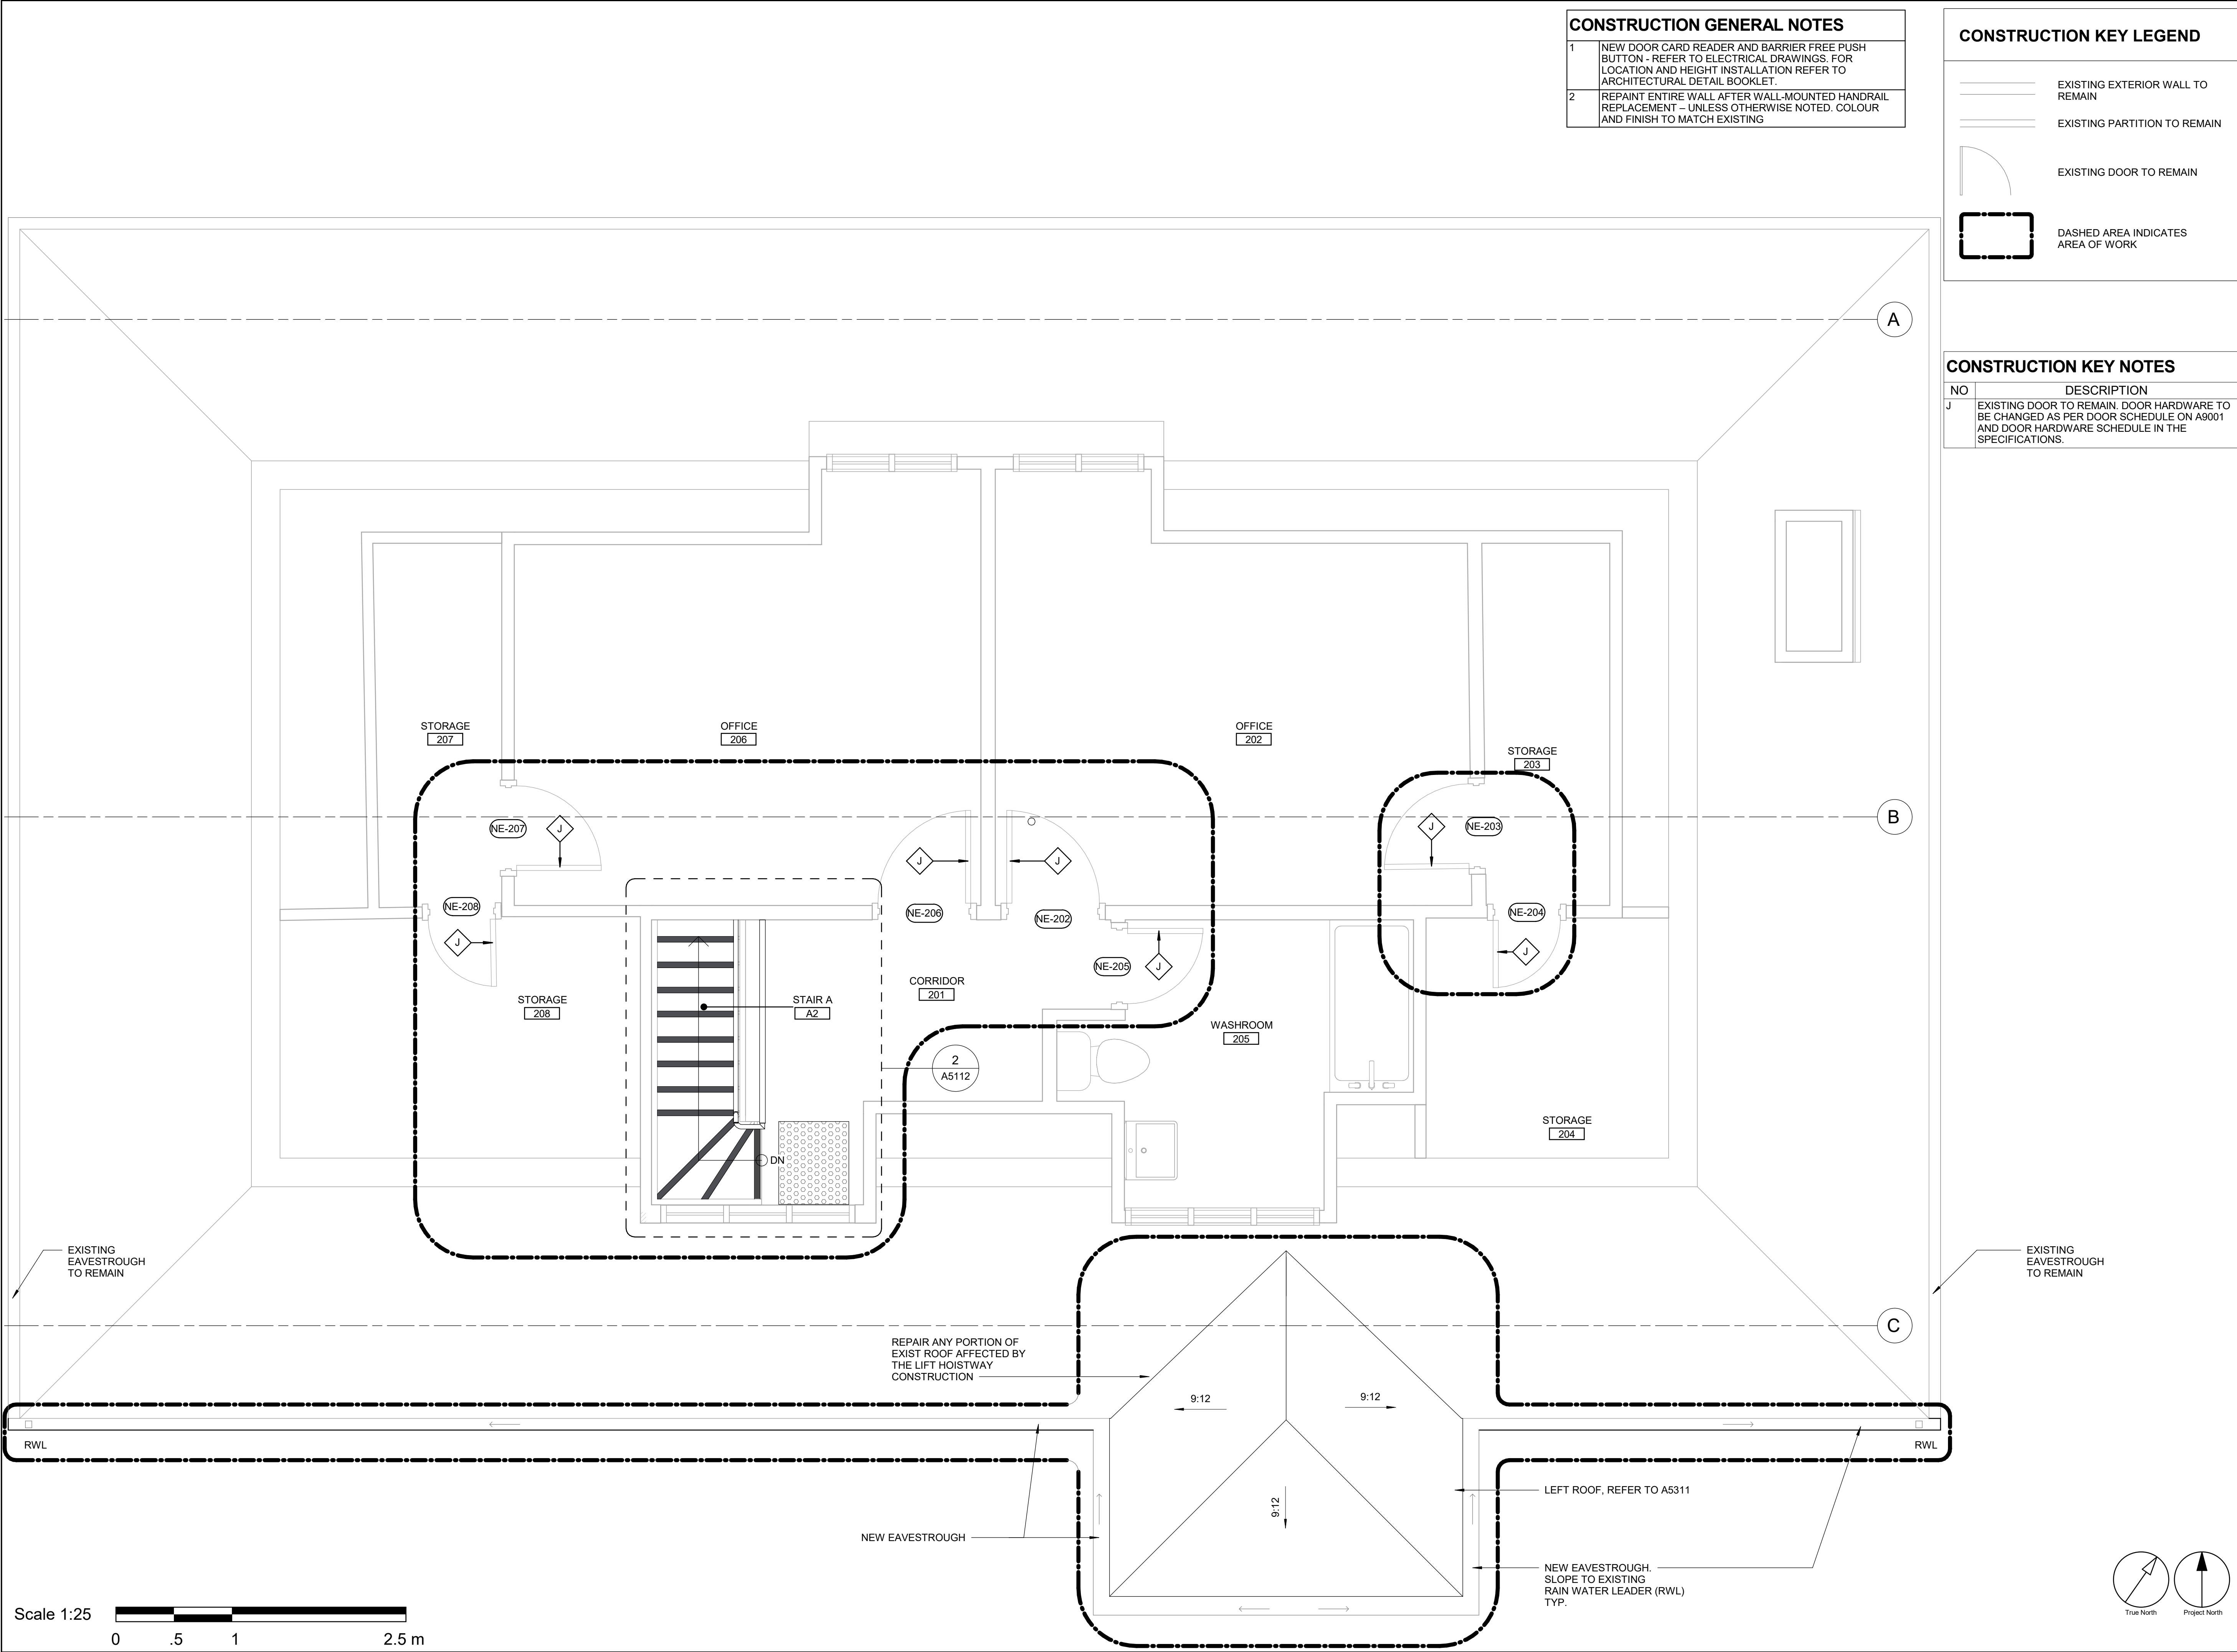 CONSTRUCTION GENERAL NOTES
1 NEW DOOR CARD READER AND BARRIER FREE PUSH
BUTTON - REFER TO ELECTRICAL DRAWINGS. FOR
LOCATION AND HEIGHT INSTALLATION REFER TO
ARCHITECTURAL DETAIL BOOKLET.
2 REPAINT ENTIRE WALL AFTER WALL-MOUNTED HANDRAIL
REPLACEMENT – UNLESS OTHERWISE NOTED. COLOUR
AND FINISH TO MATCH EXISTING
CONSTRUCTION KEY LEGEND
EXISTING EXTERIOR WALL TO
REMAIN
EXISTING PARTITION TO REMAIN
EXISTING DOOR TO REMAIN
DASHED AREA INDICATES
AREA OF WORK
A
CONSTRUCTION KEY NOTES
NO DESCRIPTION
J EXISTING DOOR TO REMAIN. DOOR HARDWARE TO
BE CHANGED AS PER DOOR SCHEDULE ON A9001
AND DOOR HARDWARE SCHEDULE IN THE
SPECIFICATIONS.
STORAGE
207
OFFICE
206
OFFICE
202
STORAGE
203
B
NE-207
J
J
J
J
NE-203
NE-208
J
NE-206
NE-202
NE-205
J
NE-204
J
STORAGE
208
STAIR A
A2
CORRIDOR
201
WASHROOM
205
2
A5112
STORAGE
204
DN
EXISTING
EAVESTROUGH
TO REMAIN
EXISTING
EAVESTROUGH
TO REMAIN
C
REPAIR ANY PORTION OF
EXIST ROOF AFFECTED BY
THE LIFT HOISTWAY
CONSTRUCTION
9:12
9:12
9:12
RWL
RWL
LEFT ROOF, REFER TO A5311
NEW EAVESTROUGH
NEW EAVESTROUGH.
SLOPE TO EXISTING
RAIN WATER LEADER (RWL)
TYP.
Scale 1:25
0 .5 1 2.5 m
True North
Project North